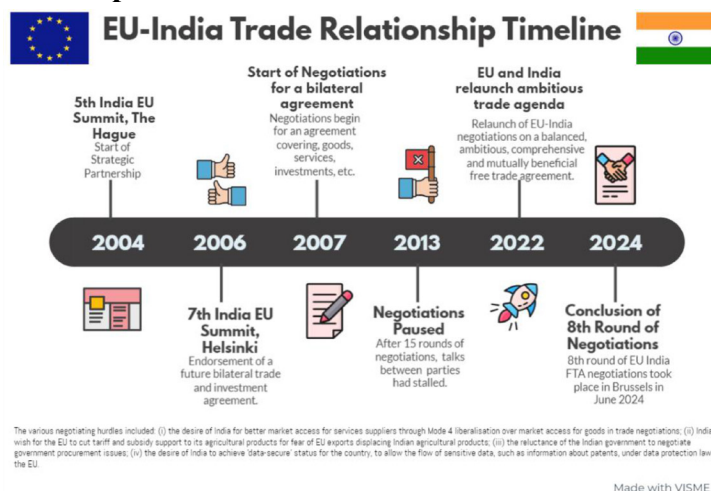 EU-India Trade Relationship Timeline
5th India EU
Summit, The
Hague
Start of
Strategic
Partnership
Start of Negotiations
for a bilateral
agreement
Negotiations begin
for an agreement
covering, goods,
services,
investments, etc.
EU and India
relaunch ambitious
trade agenda
Relaunch of EU-India
negotiations on a balanced,
ambitious, comprehensive
and mutually beneficial
free trade agreement.
2004 2006 2007 2013 2022 2024
7th India EU
Summit,
Helsinki
Endorsement of a
future bilateral trade
and investment
agreement.
Negotiations
Paused
After 15 rounds of
negotiations, talks
between parties
had stalled.
Conclusion of
8th Round of
Negotiations
8th round of EU India
FTA negotiations took
place in Brussels in
June 2024
The various negotiating hurdles included: (i) the desire of India for better market access for services suppliers through Mode 4 liberalisation over market access for goods in trade negotiations; (ii) India
wish for the EU to cut tariff and subsidy support to its agricultural products for fear of EU exports displacing Indian agricultural products; (iii) the reluctance of the Indian government to negotiate
government procurement issues; (iv) the desire of India to achieve 'data-secure' status for the country, to allow the flow of sensitive data, such as information about patents, under data protection law
the EU.
Made with VISME